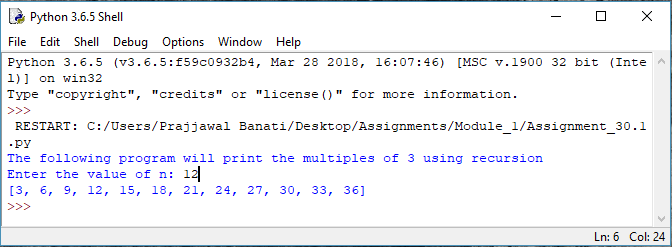 Python 3.6.5 Shell
File Edit Shell Debug Options Window Help
Python 3.6.5 (v3.6.5:f59c0932b4, Mar 28 2018, 16:07:46) [MSC v.1900 32 bit (Inte
l)] on win32
Type "copyright", "credits" or "license()" for more information.
>>>
 RESTART: C:/Users/Prajjawal Banati/Desktop/Assignments/Module_1/Assignment_30.1
.py
The following program will print the multiples of 3 using recursion
Enter the value of n: 12
[3, 6, 9, 12, 15, 18, 21, 24, 27, 30, 33, 36]
>>>
Ln: 6 Col: 24